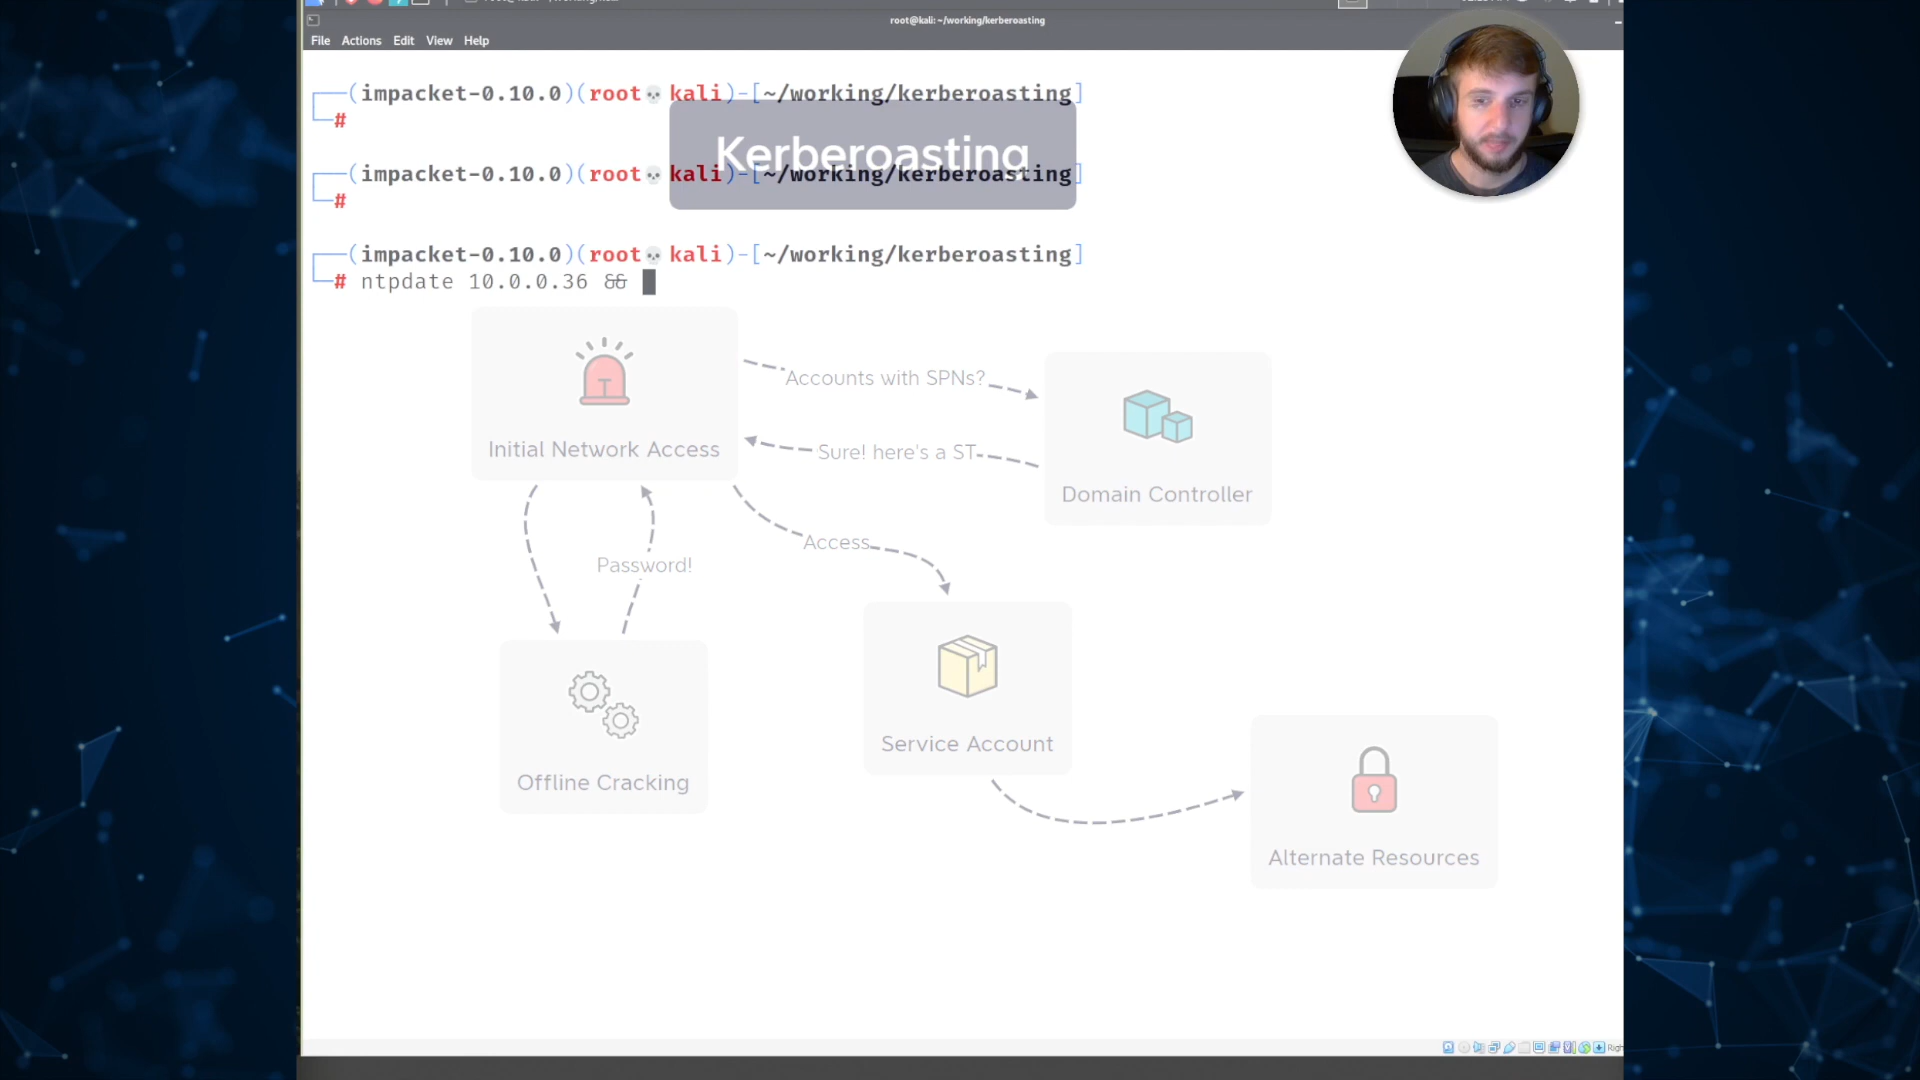 root@kali: ~/working/kerberoasting
File Actions Edit View Help
(impacket-0.10.0)(root💀kali)-[~/working/kerberoasting]
#
Kerberoasting
(impacket-0.10.0)(root💀kali)-[~/working/kerberoasting]
#
(impacket-0.10.0)(root💀kali)-[~/working/kerberoasting]
# ntpdate 10.0.0.36 &&
Accounts with SPNs?
Initial Network Access
Sure! here's a ST
Domain Controller
Access
Password!
Service Account
Offline Cracking
Alternate Resources